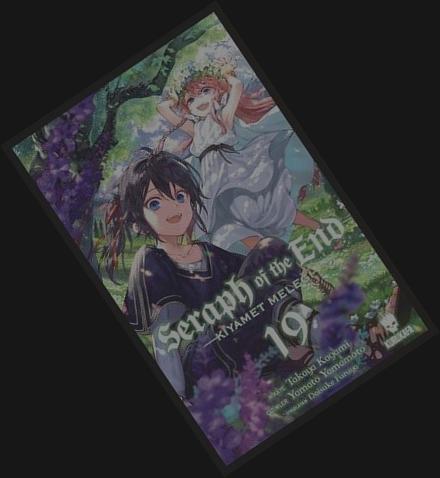 Seraph of the End
KIYAMET MELEĞİ
19
Takaya Kagami
Yamato Yamamoto
Daisuke Furuya